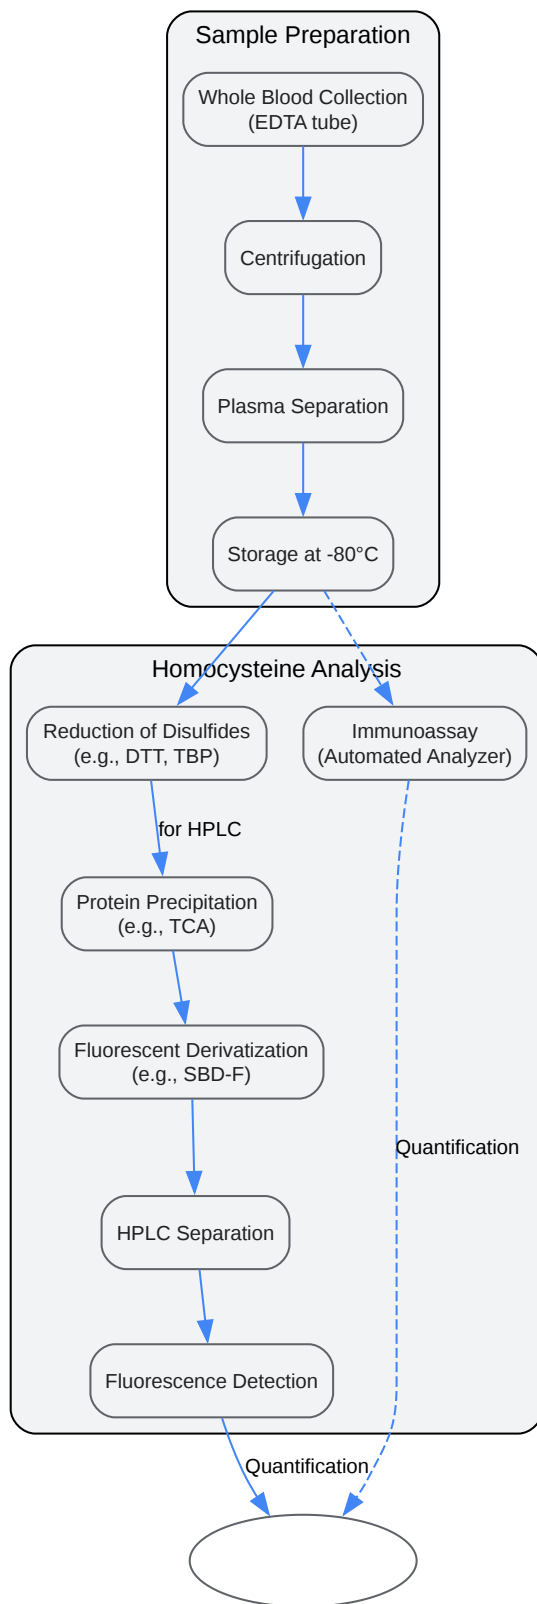 Sample Preparation
Whole Blood Collection
(EDTA tube)
Centrifugation
Plasma Separation
Storage at -80°C
Homocysteine Analysis
Reduction of Disulfides
(e.g., DTT, TBP)
Immunoassay
(Automated Analyzer)
for HPLC
Protein Precipitation
(e.g., TCA)
Fluorescent Derivatization
(e.g., SBD-F)
Quantification
HPLC Separation
Fluorescence Detection
Quantification